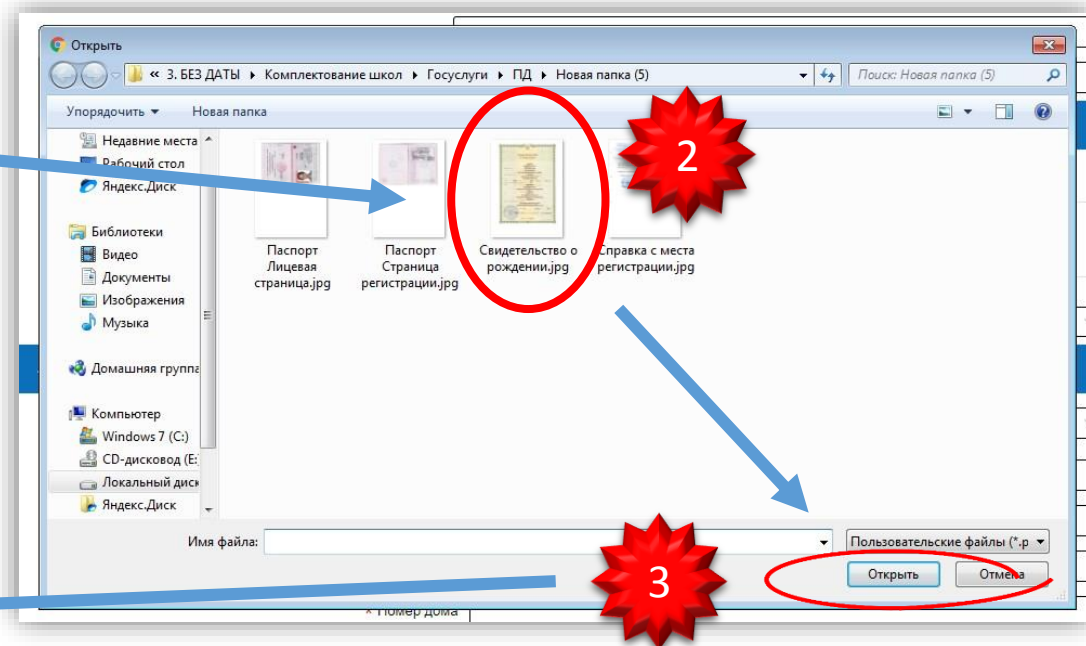 Открыть
« 3. БЕЗ ДАТЫ ▸ Комплектование школ ▸ Госуслуги ▸ ПД ▸ Новая папка (5)
Поиск: Новая папка (5)
Упорядочить ▼ Новая папка
Недавние места
Рабочий стол
Яндекс.Диск
Библиотеки
Видео
Документы
Изображения
Музыка
Домашняя группа
Компьютер
Windows 7 (C:)
CD-дисковод (E:
Локальный диск
Яндекс.Диск
Паспорт
Лицевая
страница.jpg
Паспорт
Страница
регистрации.jpg
Свидетельство о
рождении.jpg
Справка с места
регистрации.jpg
2
Имя файла:
Пользовательские файлы (*.p
Открыть
Отмена
3
* Номер дома